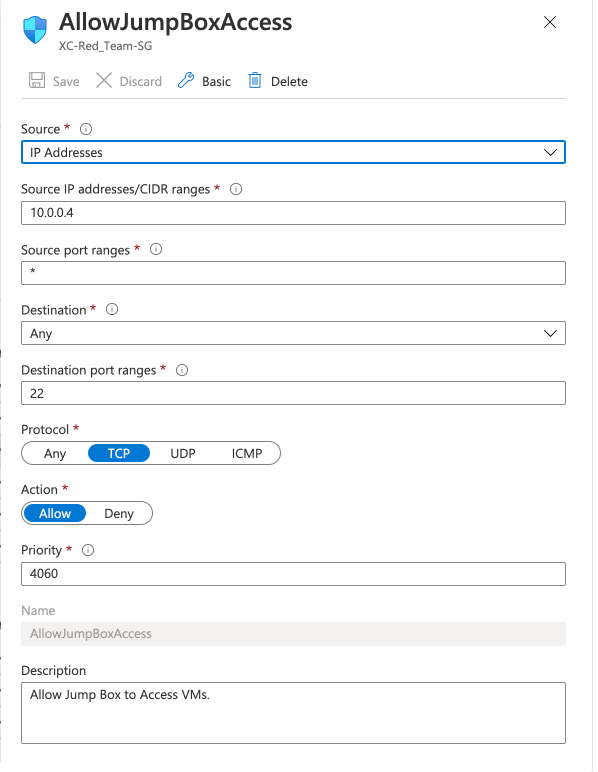 AllowJumpBoxAccess
XC-Red_Team-SG
Save Discard Basic Delete
Source *
IP Addresses
Source IP addresses/CIDR ranges *
10.0.0.4
Source port ranges *
*
Destination *
Any
Destination port ranges *
22
Protocol *
Any TCP UDP ICMP
Action *
Allow Deny
Priority *
4060
Name
AllowJumpBoxAccess
Description
Allow Jump Box to Access VMs.